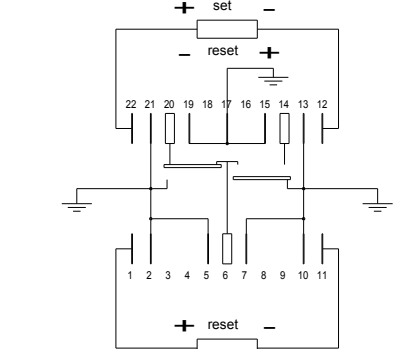 + set -
- reset +
22 21 20 19 18 17 16 15 14 13 12
1 2 3 4 5 6 7 8 9 10 11
+ reset -